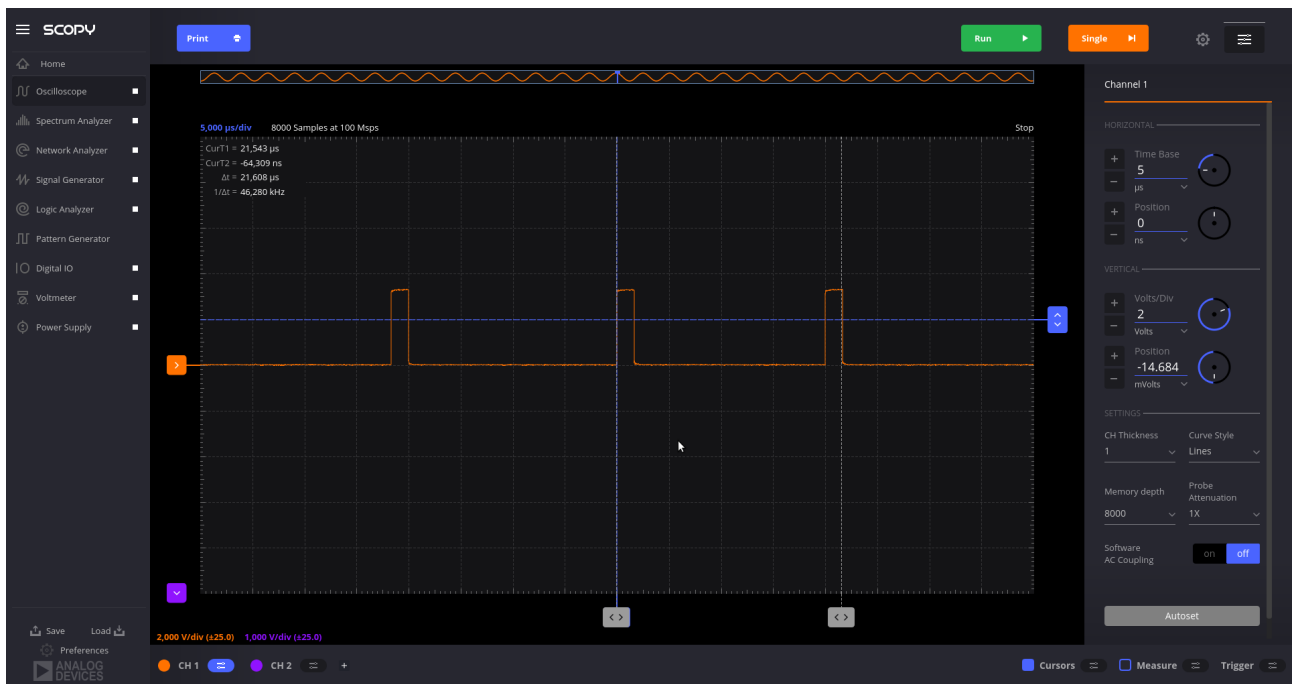 SCOPY
Print
Run
Single
Home
Oscilloscope
Spectrum Analyzer
Network Analyzer
Signal Generator
Logic Analyzer
Pattern Generator
Digital IO
Voltmeter
Power Supply
Save Load
Preferences
ANALOG
DEVICES
5,000 µs/div 8000 Samples at 100 Msps Stop
CurT1 = 21,543 µs
CurT2 = -64,309 ns
Δt = 21,608 µs
1/Δt = 46,280 kHz
2,000 V/div (±25.0) 1,000 V/div (±25.0)
CH 1 CH 2 + Cursors Measure Trigger
Channel 1
HORIZONTAL
+ Time Base
5
− µs
+ Position
0
− ns
VERTICAL
+ Volts/Div
2
− Volts
+ Position
-14.684
− mVolts
SETTINGS
CH Thickness Curve Style
1 Lines
Memory depth Probe Attenuation
8000 1X
Software
AC Coupling on off
Autoset